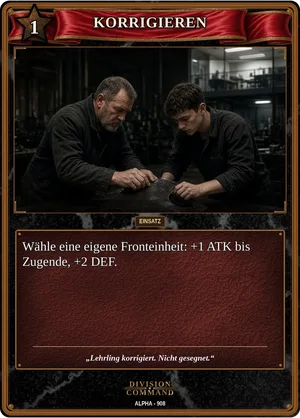 1
KORRIGIEREN
EINSATZ
Wähle eine eigene Fronteinheit: +1 ATK bis
Zugende, +2 DEF.
„Lehrling korrigiert. Nicht gesegnet.“
DIVISION
COMMAND
ALPHA - 908